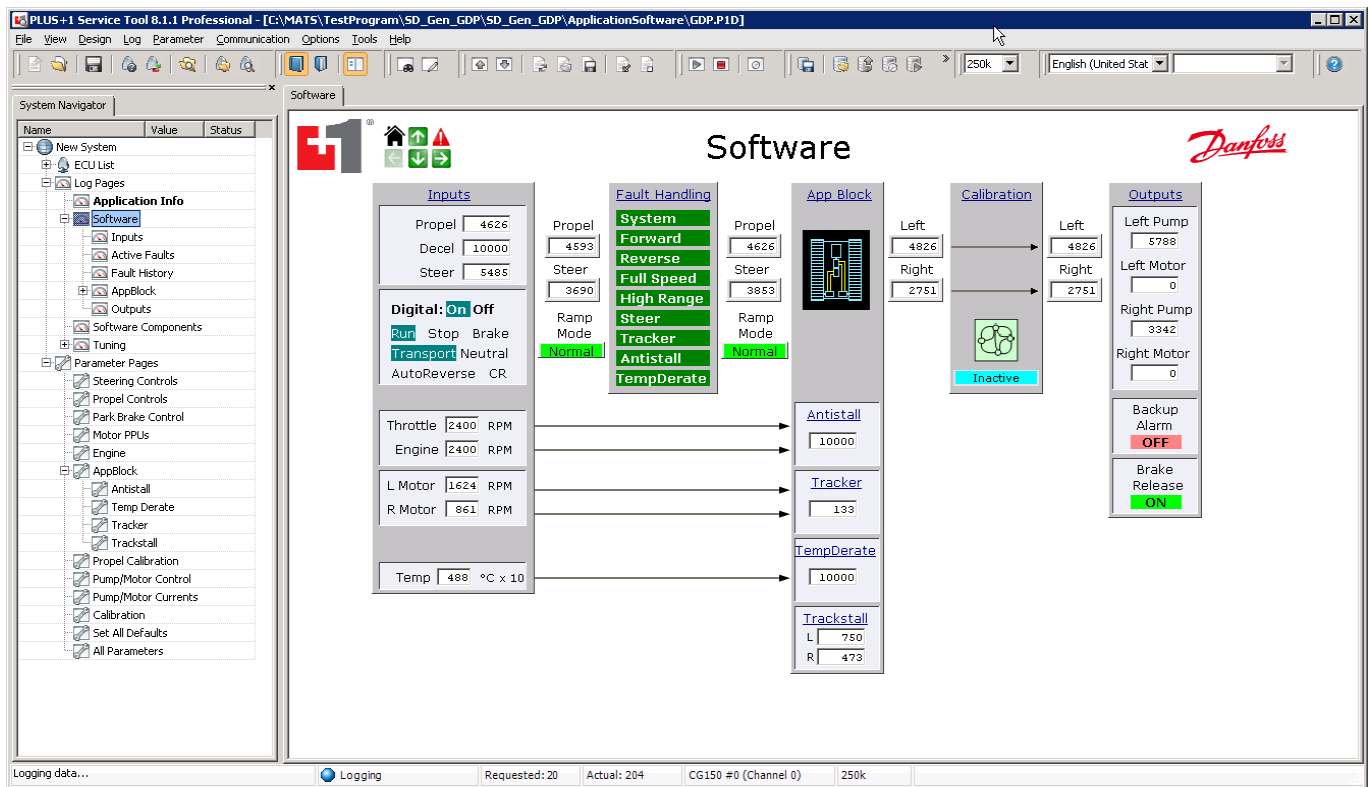 PLUS+1 Service Tool 8.1.1 Professional - [C:\MATS\TestProgram\SD_Gen_GDP\SD_Gen_GDP\ApplicationSoftware\GDP.P1D]
File View Design Log Parameter Communication Options Tools Help
250k English (United Stat
System Navigator
Name Value Status
New System
ECU List
Log Pages
Application Info
Software
Inputs
Active Faults
Fault History
AppBlock
Outputs
Software Components
Tuning
Parameter Pages
Steering Controls
Propel Controls
Park Brake Control
Motor PPUs
Engine
AppBlock
Antistall
Temp Derate
Tracker
Trackstall
Propel Calibration
Pump/Motor Control
Pump/Motor Currents
Calibration
Set All Defaults
All Parameters
Software
+1 ®
Software
Danfoss
Inputs
Propel 4626
Decel 10000
Steer 5485
Digital: On Off
Run Stop Brake
Transport Neutral
AutoReverse CR
Throttle 2400 RPM
Engine 2400 RPM
L Motor 1624 RPM
R Motor 861 RPM
Temp 488 °C x 10
Propel
4593
Steer
3690
Ramp
Mode
Normal
Fault Handling
System
Forward
Reverse
Full Speed
High Range
Steer
Tracker
Antistall
TempDerate
Propel
4626
Steer
3853
Ramp
Mode
Normal
App Block
Antistall
10000
Tracker
133
TempDerate
10000
Trackstall
L 750
R 473
Left
4826
Right
2751
Calibration
Inactive
Left
4826
Right
2751
Outputs
Left Pump
5788
Left Motor
0
Right Pump
3342
Right Motor
0
Backup
Alarm
OFF
Brake
Release
ON
Logging data... Logging Requested: 20 Actual: 204 CG150 #0 (Channel 0) 250k